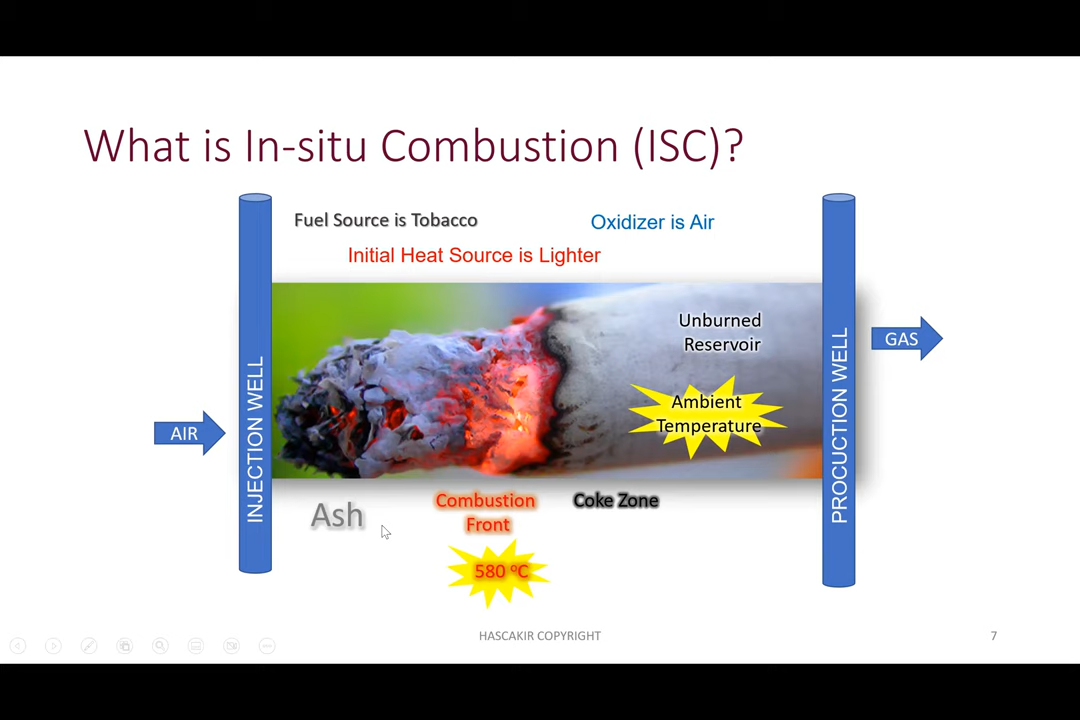 What is In-situ Combustion (ISC)?
Fuel Source is Tobacco
Oxidizer is Air
Initial Heat Source is Lighter
Unburned
Reservoir
GAS
Ambient
Temperature
AIR
INJECTION WELL
PROCUCTION WELL
Ash
Combustion
Front
Coke Zone
580 ºC
HASCAKIR COPYRIGHT
7